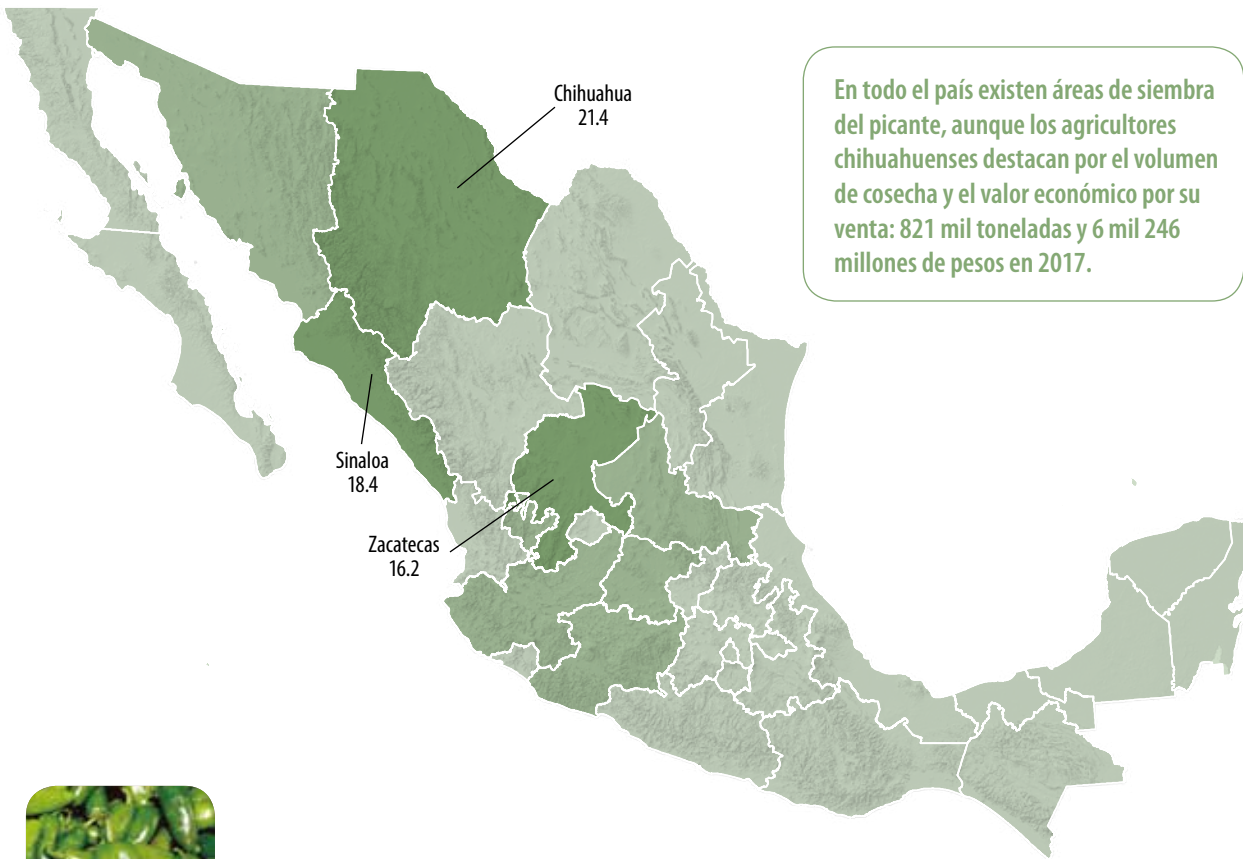 Chihuahua
21.4
En todo el país existen áreas de siembra
del picante, aunque los agricultores
chihuahuenses destacan por el volumen
de cosecha y el valor económico por su
venta: 821 mil toneladas y 6 mil 246
millones de pesos en 2017.
Sinaloa
18.4
Zacatecas
16.2